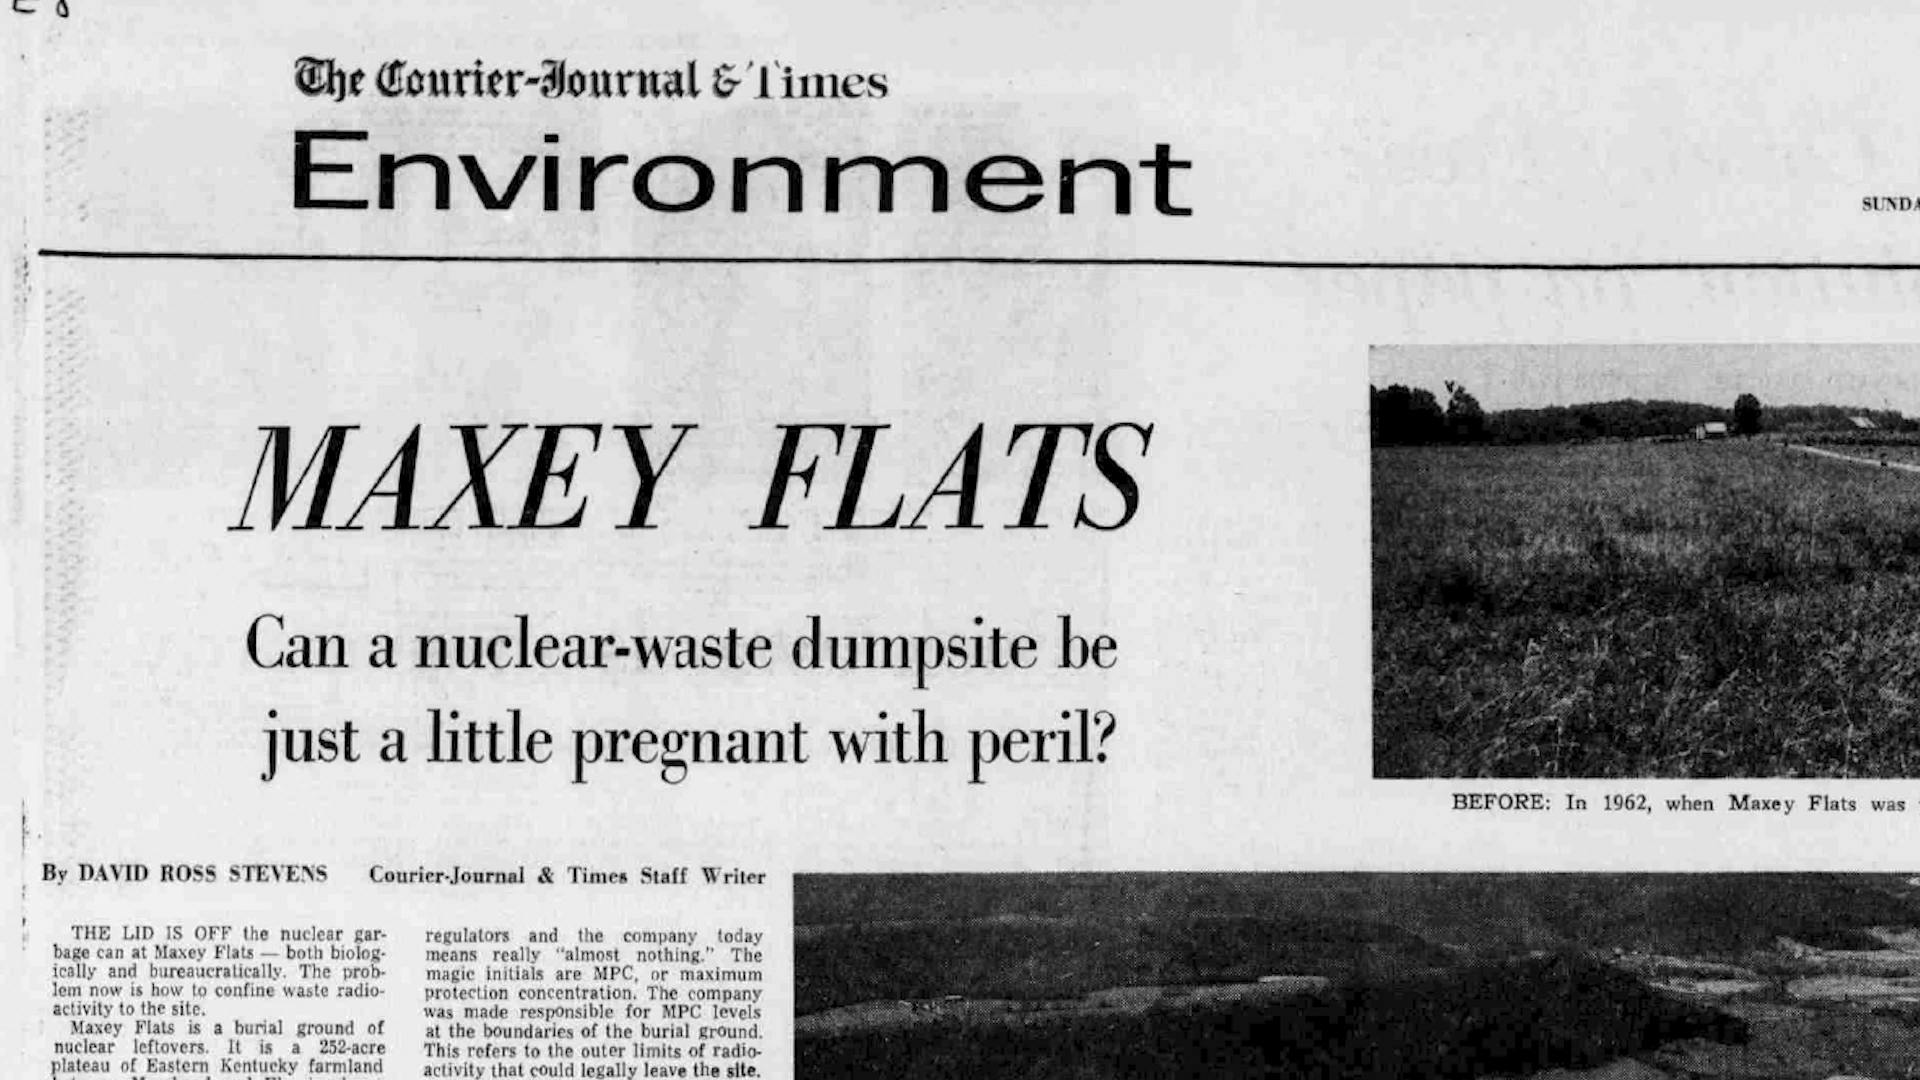 The Courier-Journal & Times
Environment
MAXEY FLATS
Can a nuclear-waste dumpsite be
just a little pregnant with peril?
BEFORE: In 1962, when Maxey Flats was
By DAVID ROSS STEVENS Courier-Journal & Times Staff Writer
THE LID IS OFF the nuclear gar-
bage can at Maxey Flats — both biolog-
ically and bureaucratically. The prob-
lem now is how to confine waste radio-
activity to the site.
Maxey Flats is a burial ground of
nuclear leftovers. It is a 252-acre
plateau of Eastern Kentucky farmland
regulators and the company today
means really "almost nothing." The
magic initials are MPC, or maximum
protection concentration. The company
was made responsible for MPC levels
at the boundaries of the burial ground.
This refers to the outer limits of radio-
activity that could legally leave the site.